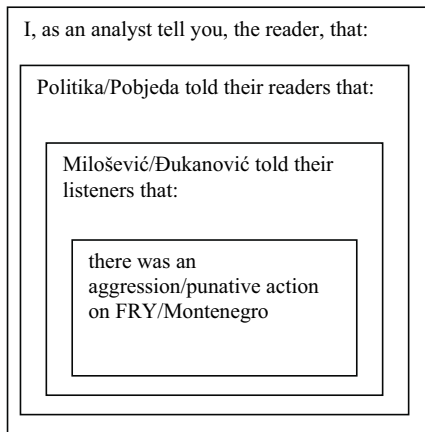 I, as an analyst tell you, the reader, that:
Politika/Pobjeda told their readers that:
Milošević/Đukanović told their
listeners that:
there was an
aggression/punative action
on FRY/Montenegro